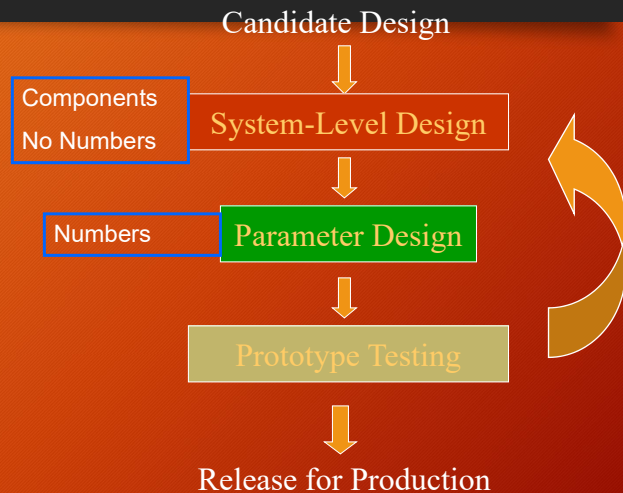 Candidate Design
Components
No Numbers
System-Level Design
Numbers
Parameter Design
Prototype Testing
Release for Production